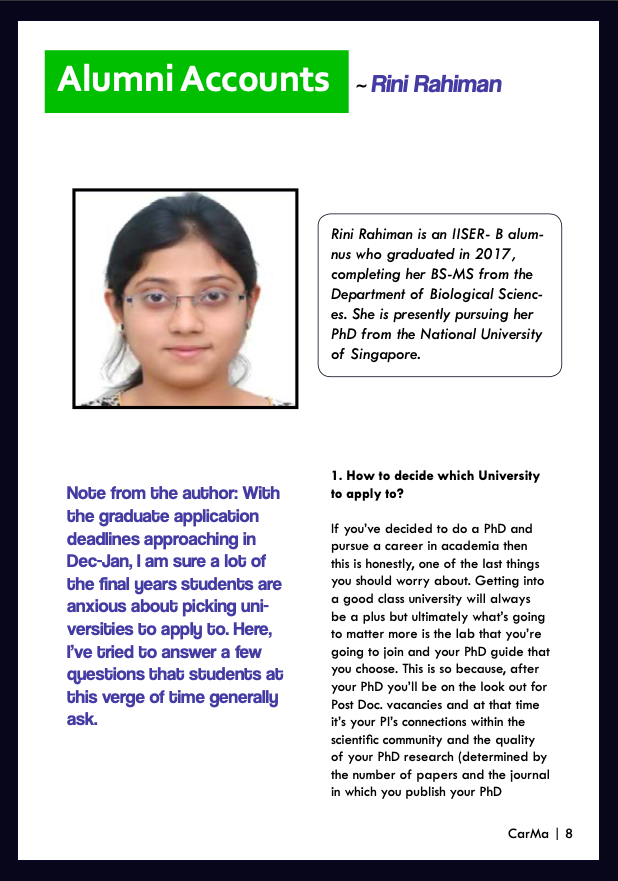 Alumni Accounts ~ Rini Rahiman
Rini Rahiman is an IISER- B alum-
nus who graduated in 2017,
completing her BS-MS from the
Department of Biological Scienc-
es. She is presently pursuing her
PhD from the National University
of Singapore.
Note from the author: With
the graduate application
deadlines approaching in
Dec-Jan, I am sure a lot of
the final years students are
anxious about picking uni-
versities to apply to. Here,
I've tried to answer a few
questions that students at
this verge of time generally
ask.
1. How to decide which University
to apply to?
If you've decided to do a PhD and
pursue a career in academia then
this is honestly, one of the last things
you should worry about. Getting into
a good class university will always
be a plus but ultimately what's going
to matter more is the lab that you're
going to join and your PhD guide that
you choose. This is so because, after
your PhD you'll be on the look out for
Post Doc. vacancies and at that time
it's your PI's connections within the
scientific community and the quality
of your PhD research (determined by
the number of papers and the journal
in which you publish your PhD
CarMa | 8